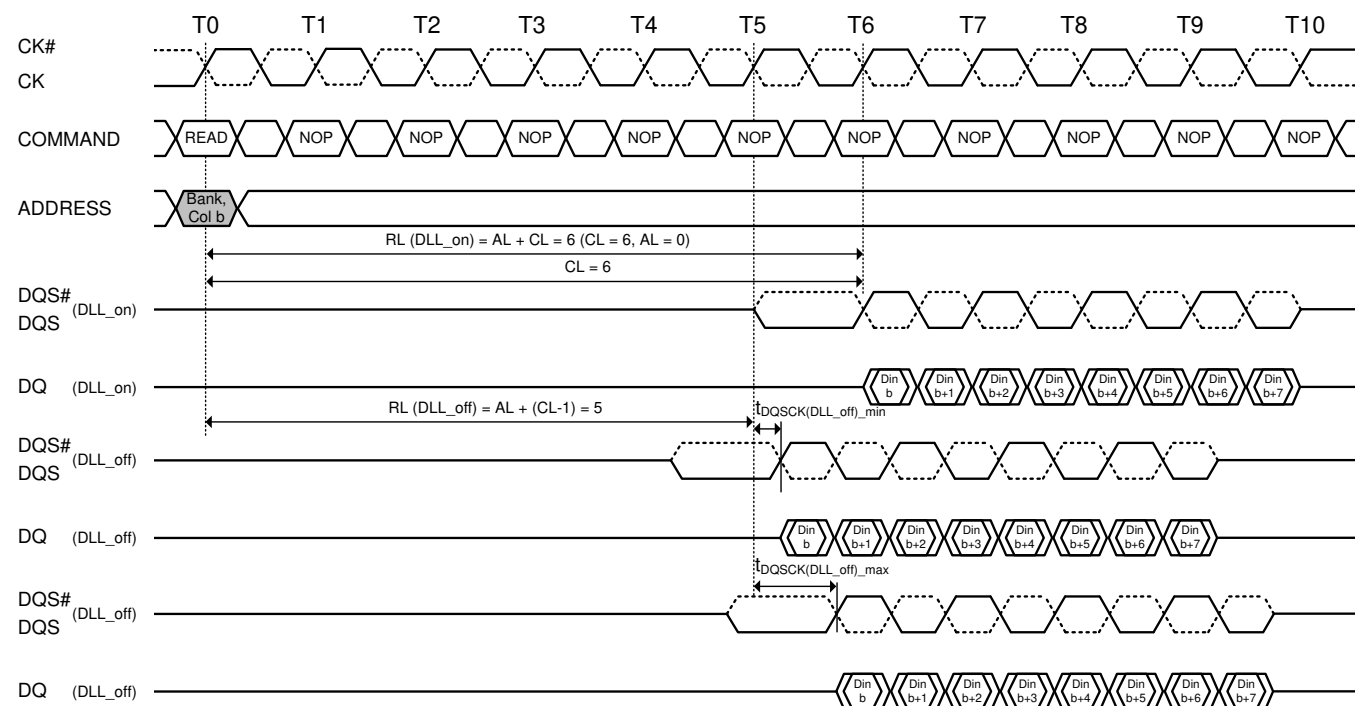 T0 T1 T2 T3 T4 T5 T6 T7 T8 T9 T10
CK#
CK
COMMAND READ NOP NOP NOP NOP NOP NOP NOP NOP NOP NOP
ADDRESS
Bank,
Col b
RL (DLL_on) = AL + CL = 6 (CL = 6, AL = 0)
CL = 6
DQS#
DQS
(DLL_on)
DQ (DLL_on)
Din b
Din b+1
Din b+2
Din b+3
Din b+4
Din b+5
Din b+6
Din b+7
RL (DLL_off) = AL + (CL-1) = 5
tDQSCK(DLL_off)_min
DQS#
DQS
(DLL_off)
DQ (DLL_off)
Din b
Din b+1
Din b+2
Din b+3
Din b+4
Din b+5
Din b+6
Din b+7
tDQSCK(DLL_off)_max
DQS#
DQS
(DLL_off)
DQ (DLL_off)
Din b
Din b+1
Din b+2
Din b+3
Din b+4
Din b+5
Din b+6
Din b+7